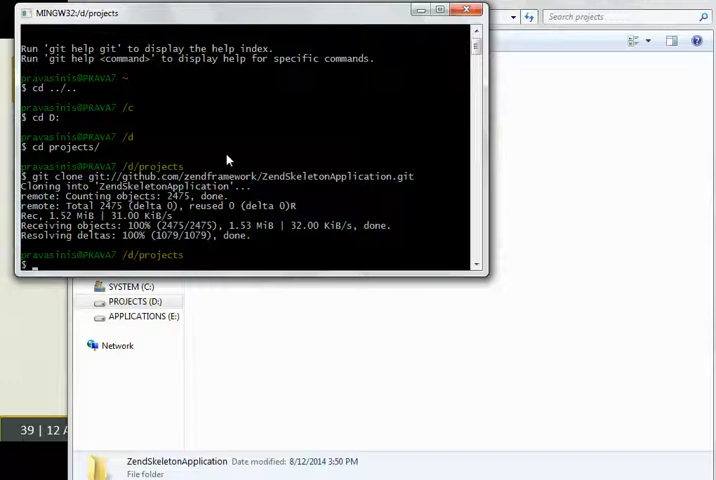 MINGW32:/d/projects
Search projects
Run 'git help git' to display the help index.
Run 'git help <command>' to display help for specific commands.
pravasinis@PRAVA7 ~
$ cd ../..
pravasinis@PRAVA7 /c
$ cd D:
pravasinis@PRAVA7 /d
$ cd projects/
pravasinis@PRAVA7 /d/projects
$ git clone git://github.com/zendframework/ZendSkeletonApplication.git
Cloning into 'ZendSkeletonApplication'...
remote: Counting objects: 2475, done.
remote: Total 2475 (delta 0), reused 0 (delta 0)R
Rec, 1.52 MiB | 31.00 KiB/s
Receiving objects: 100% (2475/2475), 1.53 MiB | 32.00 KiB/s, done.
Resolving deltas: 100% (1079/1079), done.
pravasinis@PRAVA7 /d/projects
$
SYSTEM (C:)
PROJECTS (D:)
APPLICATIONS (E:)
Network
39 | 12 A
ZendSkeletonApplication Date modified: 8/12/2014 3:50 PM
File folder